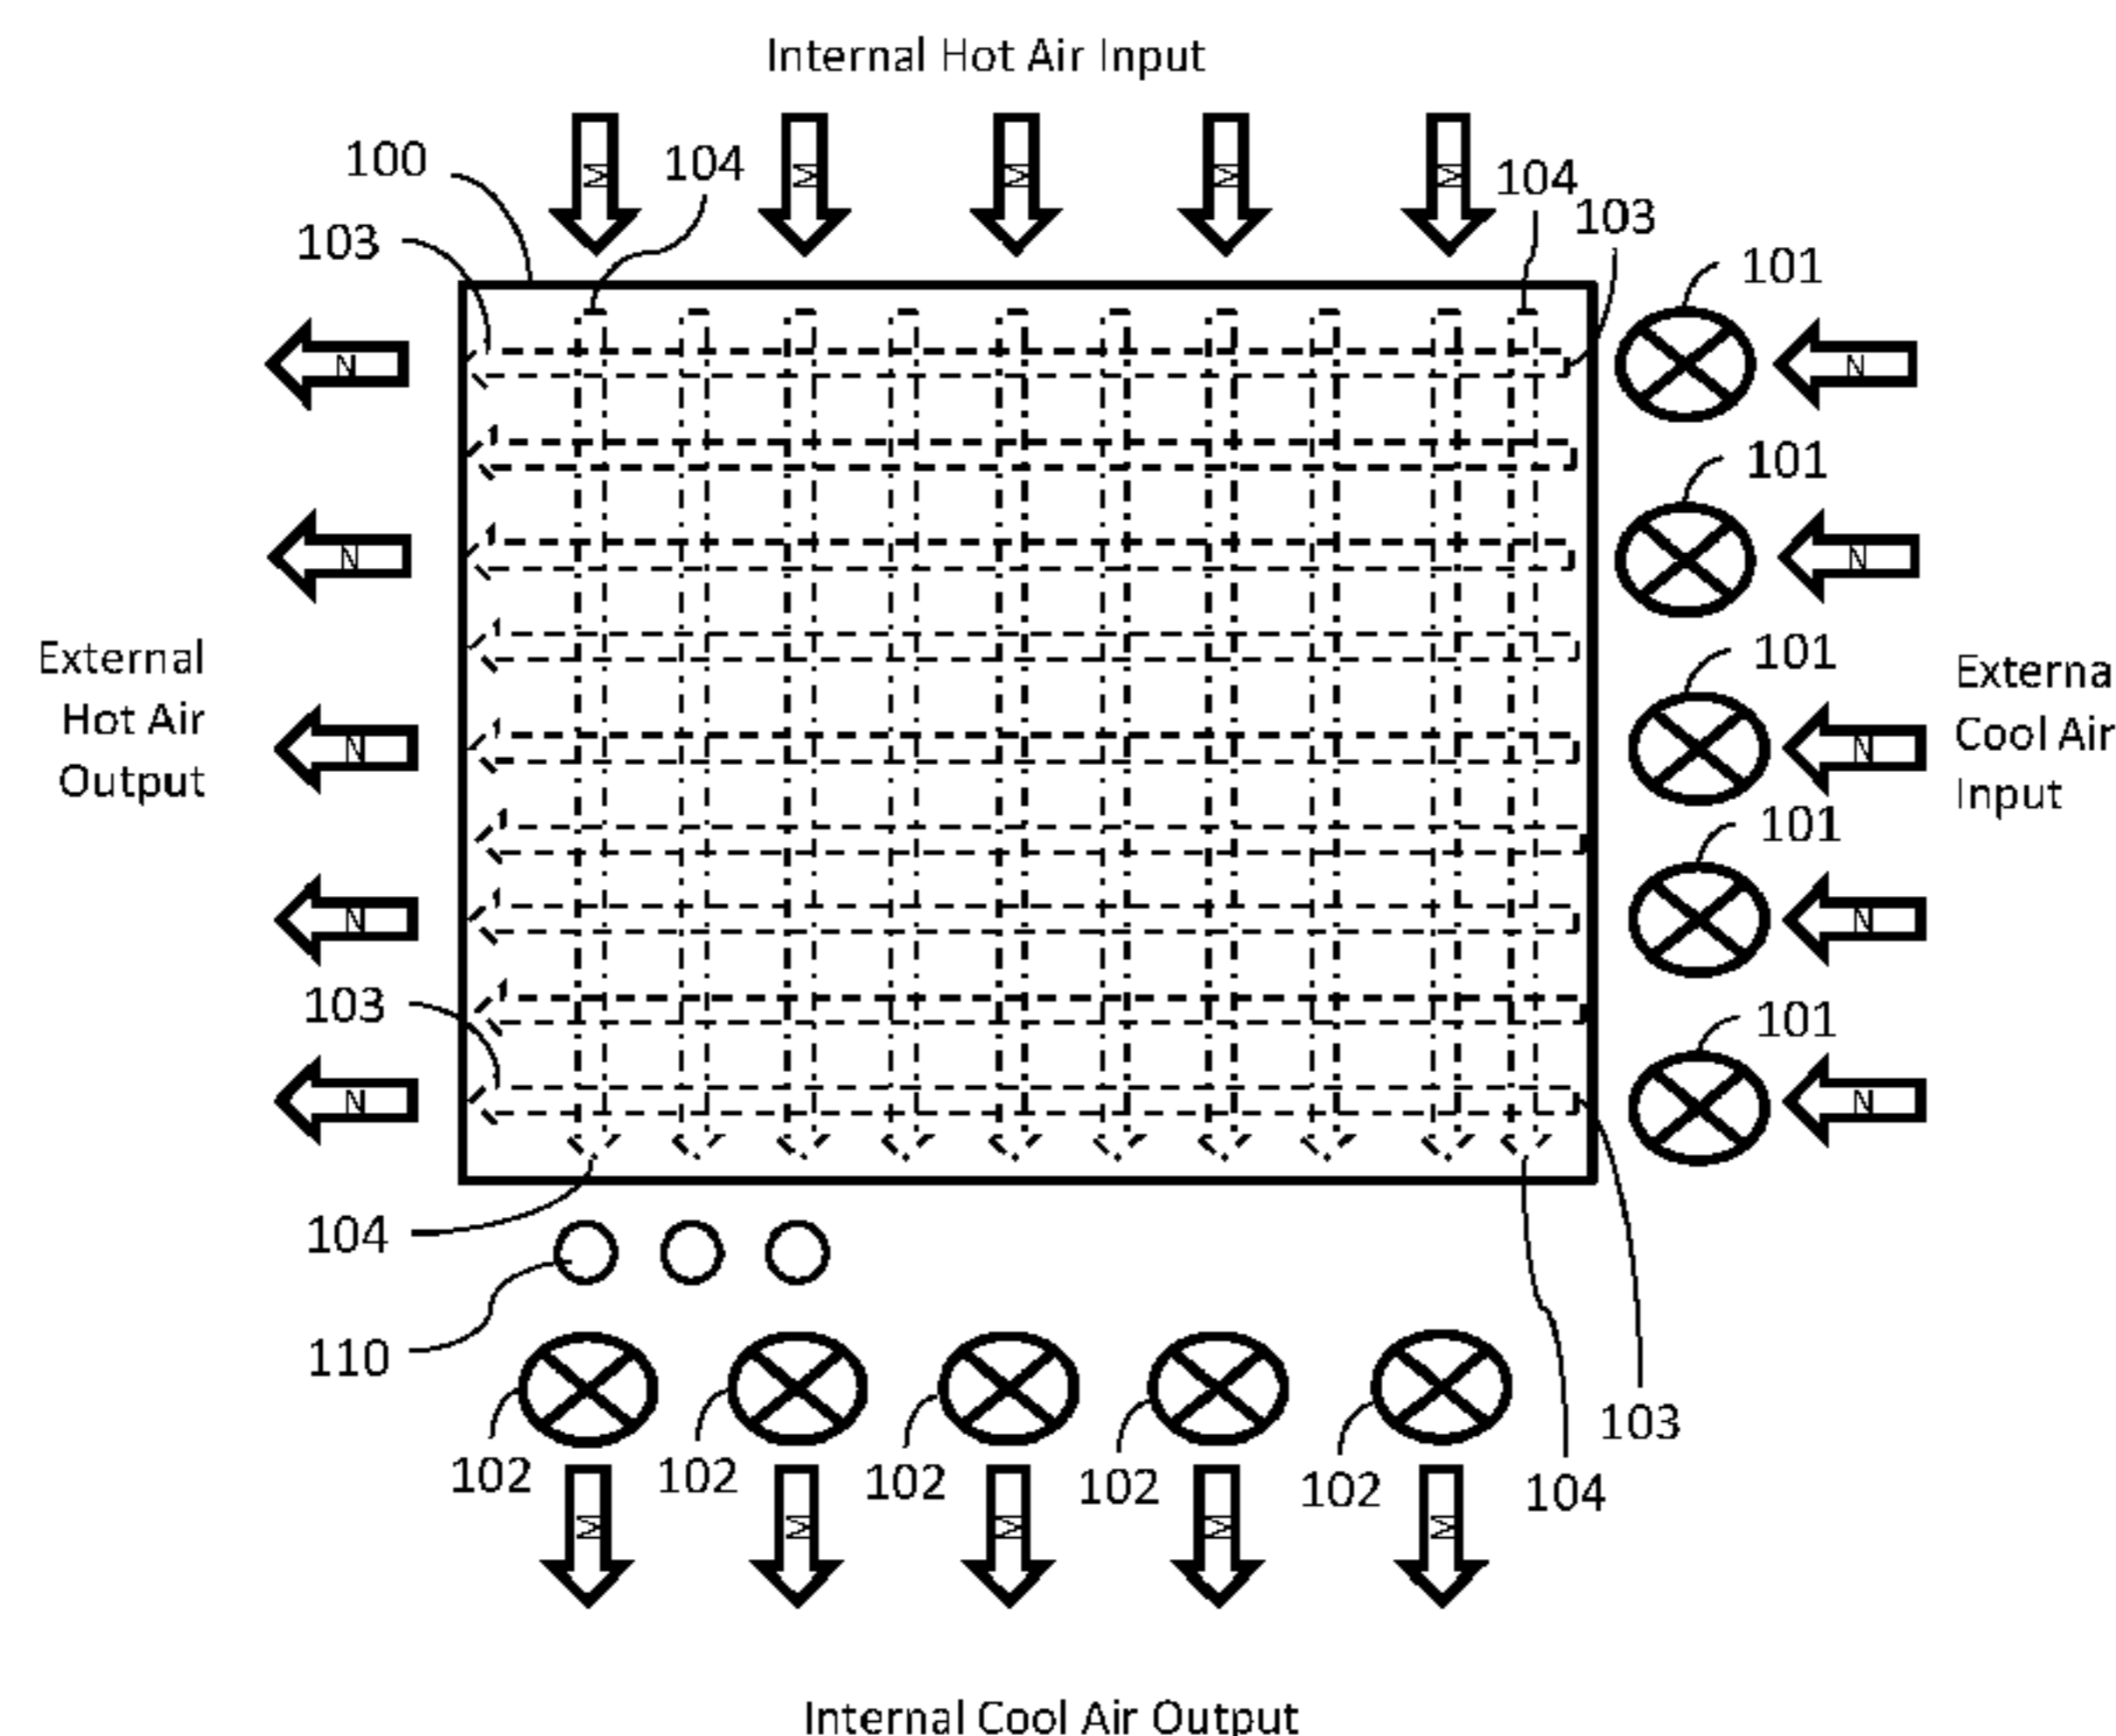 Internal Hot Air Input
M M M M M
100
104
104
103
103
101
N N
101
N N
External
Hot Air
Output
101
Externa
Cool Air
Input
N N
101
N N
103
101
N N
104
110
102 102 102 102 102
103
104
M M M M M
Internal Cool Air Output